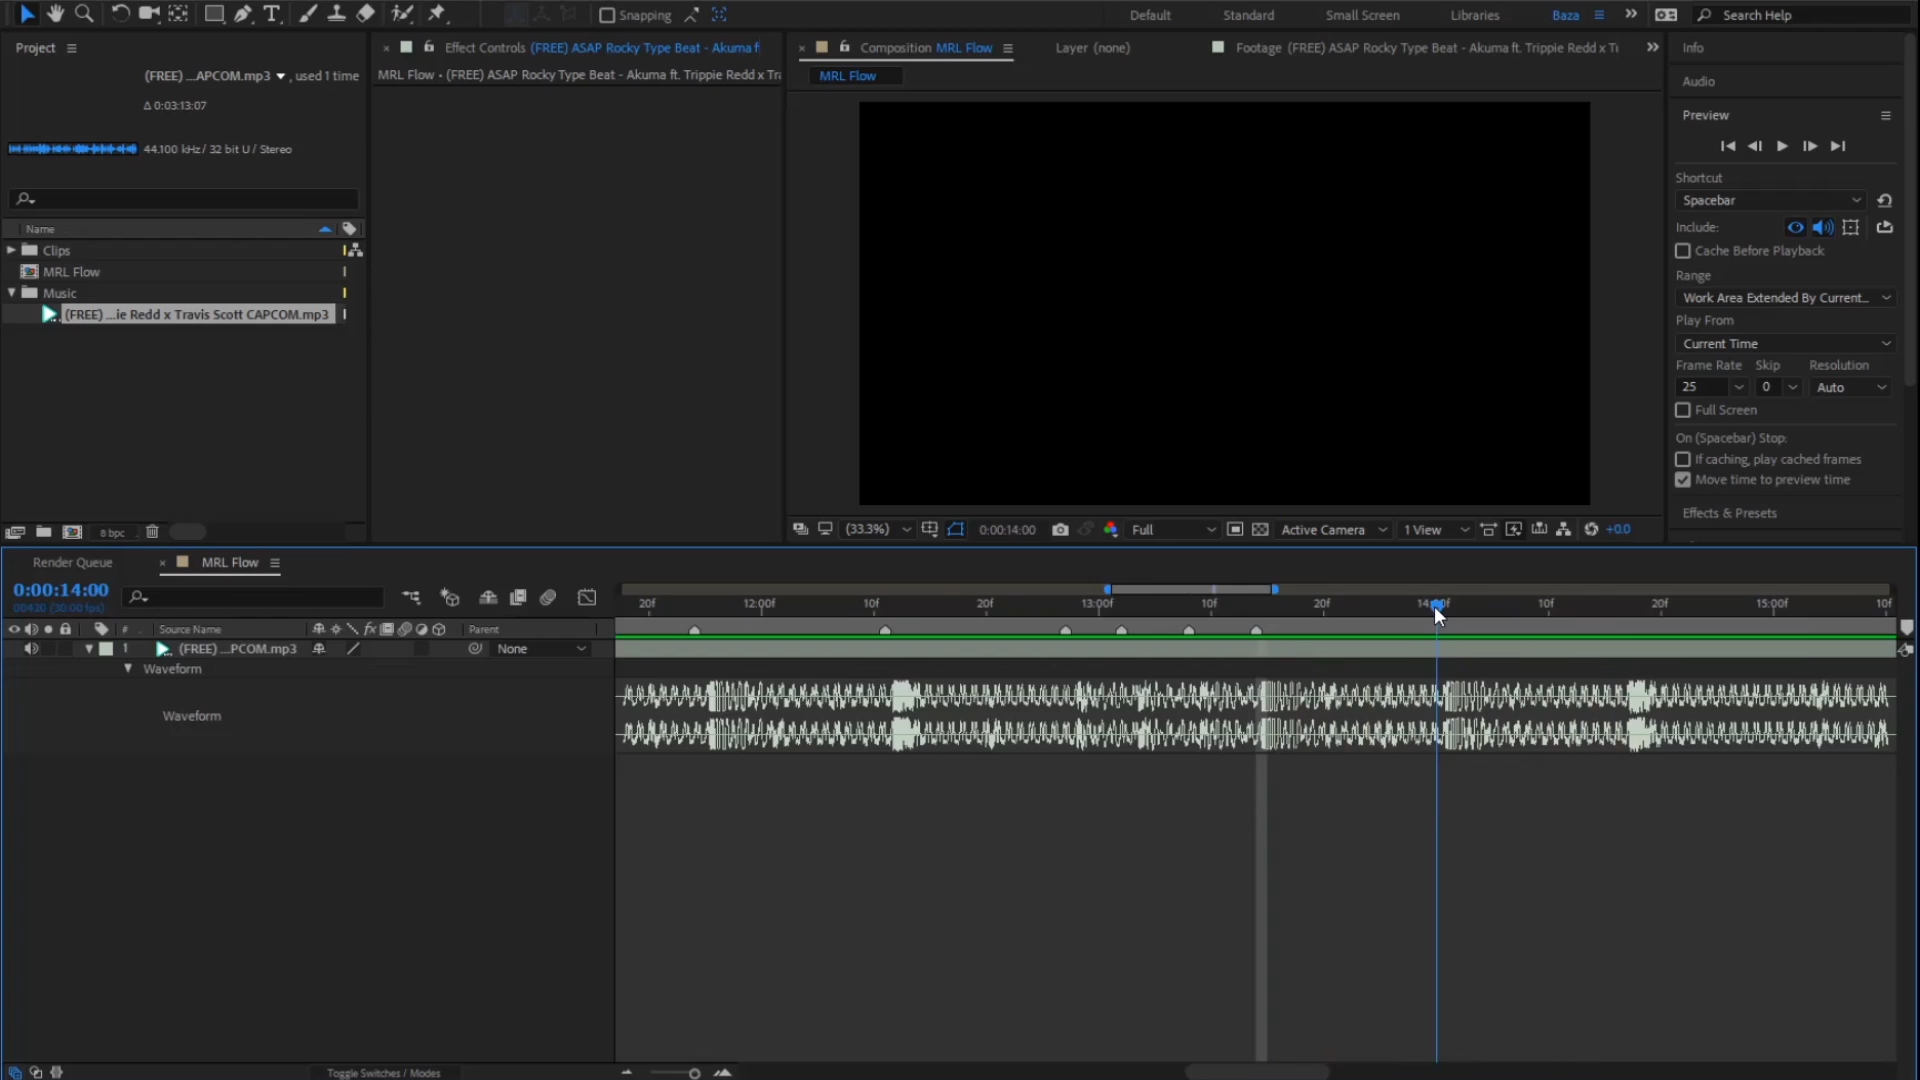 Snapping
Default
Standard
Small Screen
Libraries
Baza
Search Help
Project
Effect Controls (FREE) ASAP Rocky Type Beat - Akuma f
Composition MRL Flow
Layer (none)
Footage (FREE) ASAP Rocky Type Beat - Akuma ft. Trippie Redd x Ti
Info
(FREE) ...APCOM.mp3 , used 1 time
MRL Flow • (FREE) ASAP Rocky Type Beat - Akuma ft. Trippie Redd x Tra
MRL Flow
Audio
Δ 0:03:13:07
Preview
44.100 kHz / 32 bit U / Stereo
Shortcut
Spacebar
Include:
Name
Cache Before Playback
Clips
MRL Flow
Range
Music
Work Area Extended By Current...
(FREE) ...ie Redd x Travis Scott CAPCOM.mp3
Play From
Current Time
Frame Rate Skip Resolution
25 0 Auto
Full Screen
On (Spacebar) Stop:
If caching, play cached frames
Move time to preview time
Effects & Presets
8 bpc
(33.3%) 0:00:14:00 Full Active Camera 1 View +0.0
Render Queue
MRL Flow
0:00:14:00
00420 (30.00 fps)
20f 12:00f 10f 20f 13:00f 10f 20f 14:00f 10f 20f 15:00f 10f
# Source Name fx Parent
1 (FREE) ...PCOM.mp3 None
Waveform
Waveform
Toggle Switches / Modes